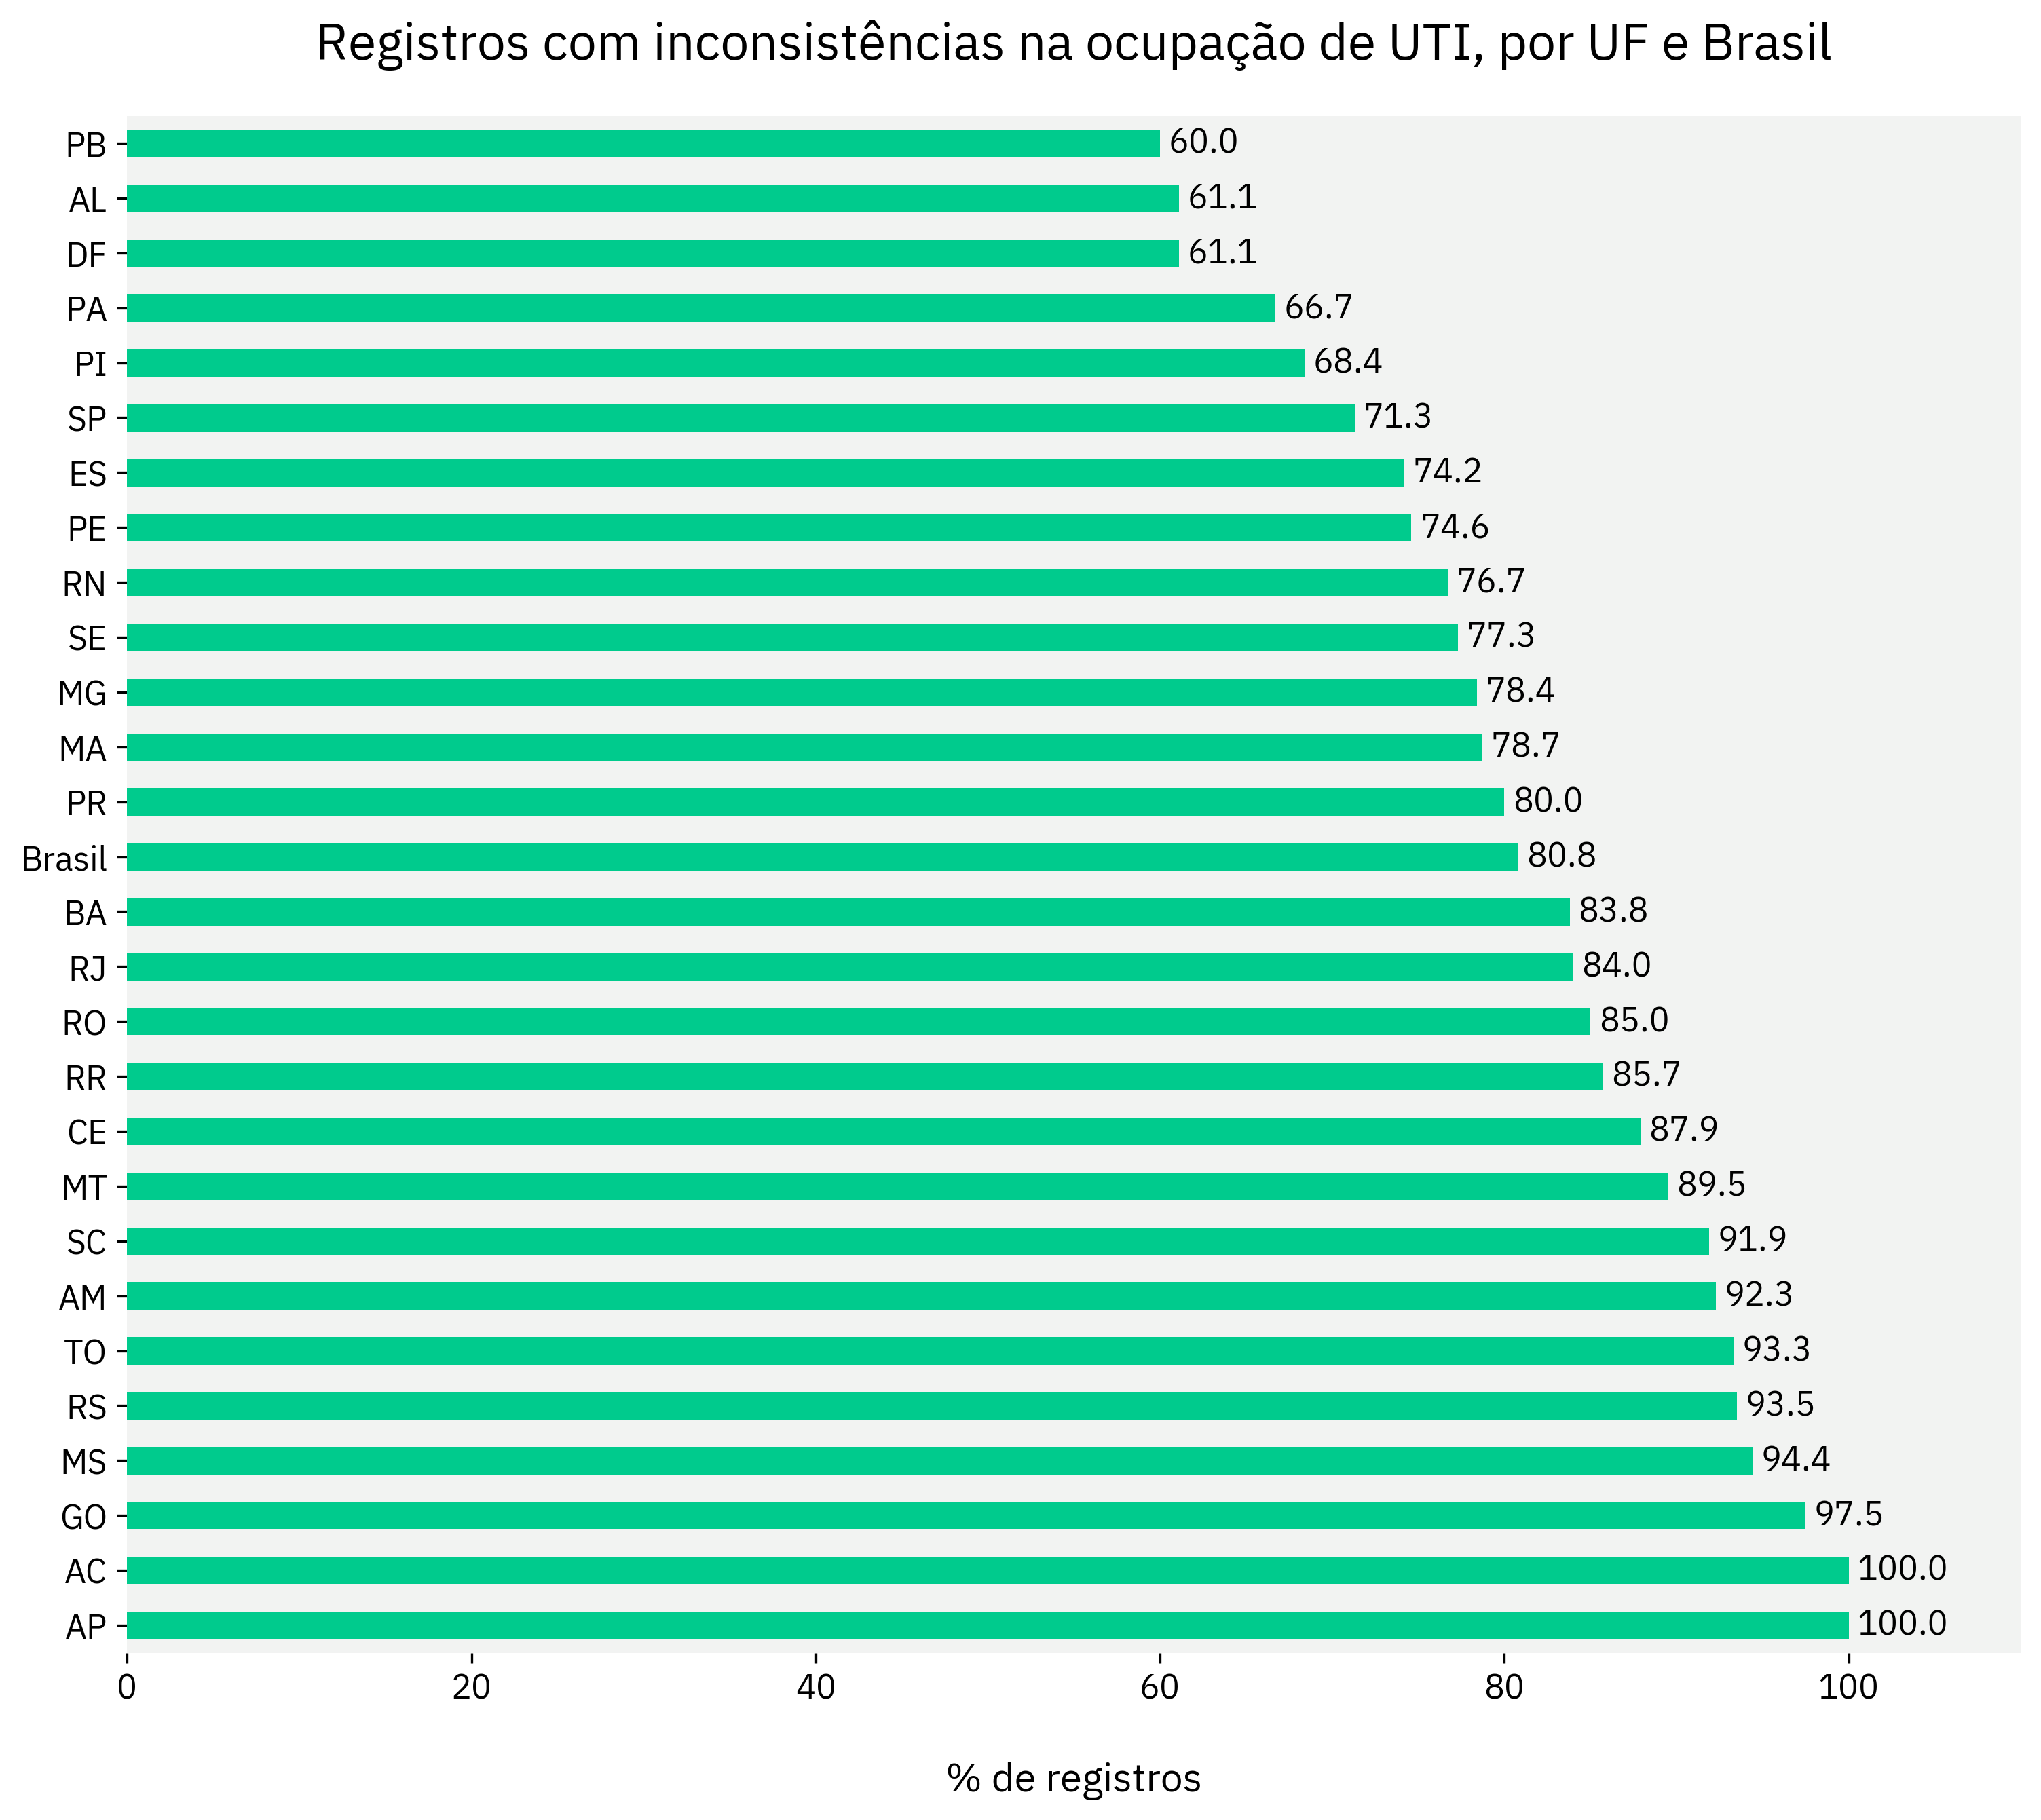 Registros com inconsistências na ocupação de UTI, por UF e Brasil
PB 60.0
AL 61.1
DF 61.1
PA 66.7
PI 68.4
SP 71.3
ES 74.2
PE 74.6
RN 76.7
SE 77.3
MG 78.4
MA 78.7
PR 80.0
Brasil 80.8
BA 83.8
RJ 84.0
RO 85.0
RR 85.7
CE 87.9
MT 89.5
SC 91.9
AM 92.3
TO 93.3
RS 93.5
MS 94.4
GO 97.5
AC 100.0
AP 100.0
0 20 40 60 80 100
% de registros